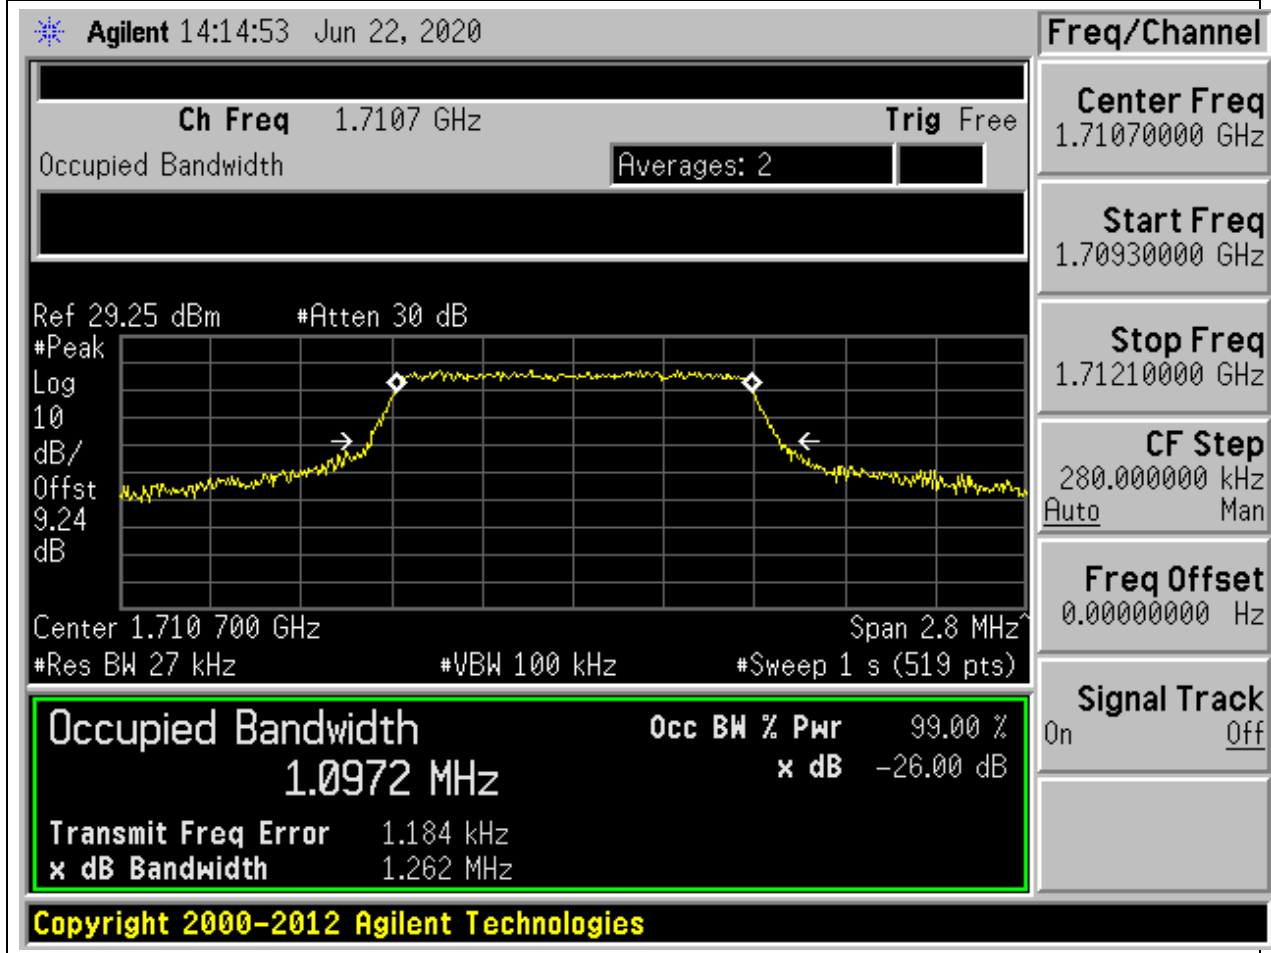 Agilent 14:14:53 Jun 22, 2020
Freq/Channel
Ch Freq 1.7107 GHz Trig Free
Occupied Bandwidth Averages: 2
Center Freq
1.71070000 GHz
Start Freq
1.70930000 GHz
Stop Freq
1.71210000 GHz
CF Step
280.000000 kHz
Auto Man
Freq Offset
0.00000000 Hz
Signal Track
On Off
Ref 29.25 dBm #Atten 30 dB
#Peak
Log
10
dB/
Offst
9.24
dB
Center 1.710 700 GHz Span 2.8 MHz^
#Res BW 27 kHz #VBW 100 kHz #Sweep 1 s (519 pts)
Occupied Bandwidth Occ BW % Pwr 99.00 %
1.0972 MHz x dB -26.00 dB
Transmit Freq Error 1.184 kHz
x dB Bandwidth 1.262 MHz
Copyright 2000-2012 Agilent Technologies